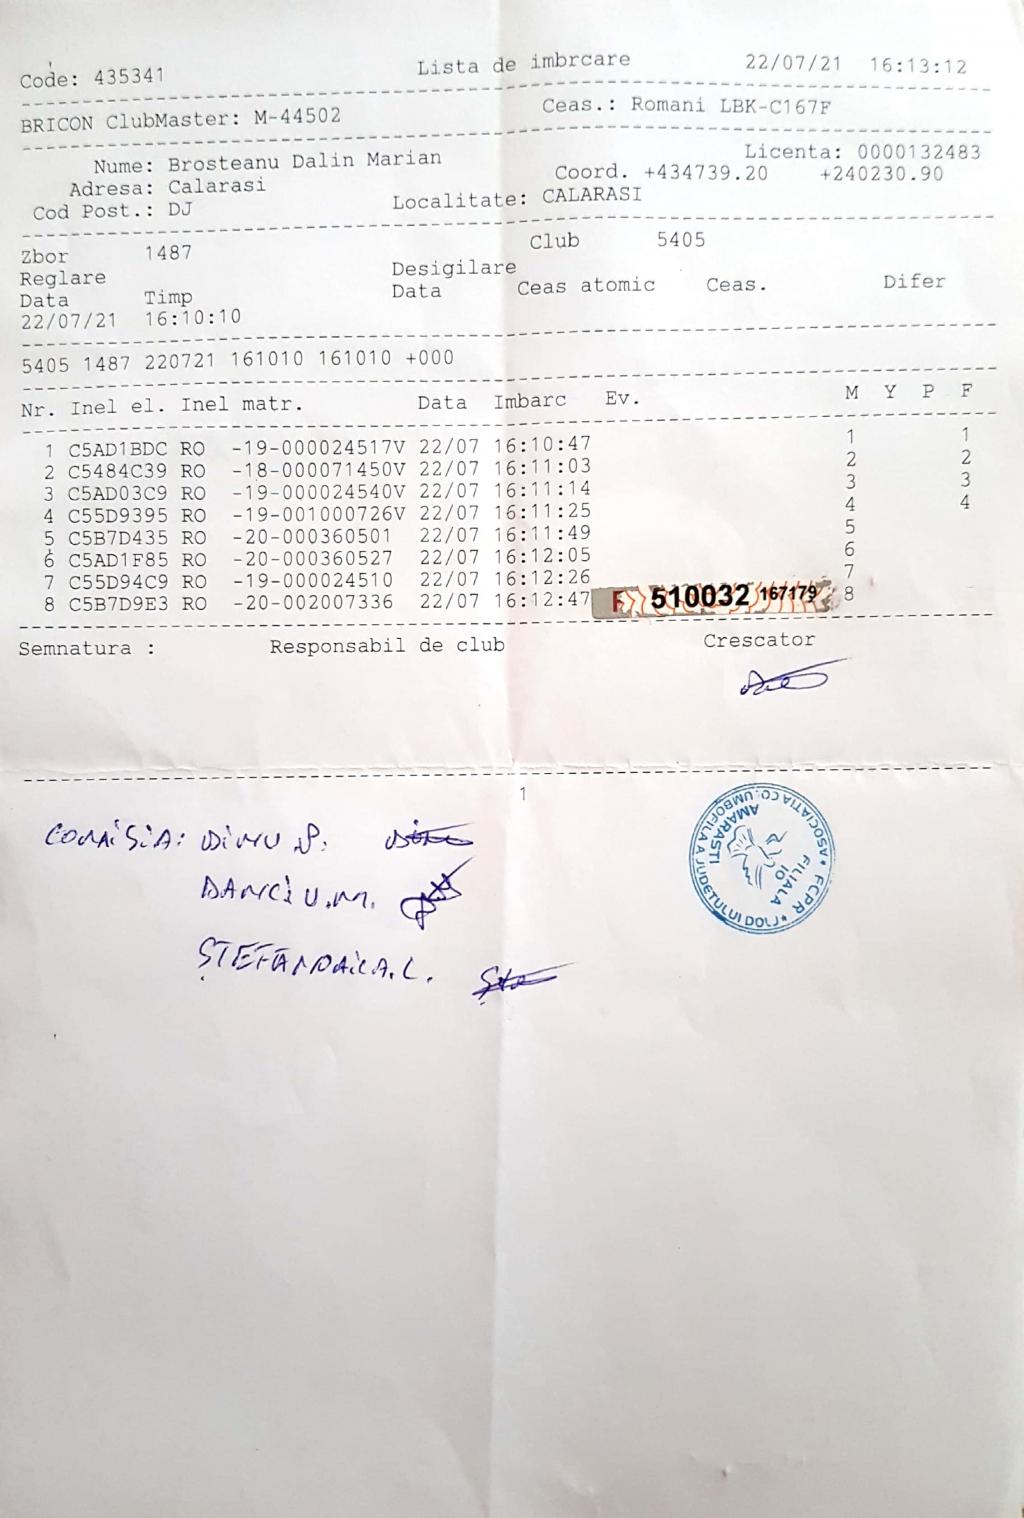 Code: 435341 Lista de imbrcare 22/07/21 16:13:12
BRICON ClubMaster: M-44502 Ceas.: Romani LBK-C167F
Nume: Brosteanu Dalin Marian Licenta: 0000132483
Adresa: Calarasi Coord. +434739.20 +240230.90
Cod Post.: DJ Localitate: CALARASI
Zbor 1487 Club 5405
Reglare Desigilare
Data Timp Data Ceas atomic Ceas. Difer
22/07/21 16:10:10
5405 1487 220721 161010 161010 +000
Nr. Inel el. Inel matr. Data Imbarc Ev. M Y P F
1 C5AD1BDC RO -19-000024517V 22/07 16:10:47 1 1
2 C5484C39 RO -18-000071450V 22/07 16:11:03 2 2
3 C5AD03C9 RO -19-000024540V 22/07 16:11:14 3 3
4 C55D9395 RO -19-001000726V 22/07 16:11:25 4 4
5 C5B7D435 RO -20-000360501 22/07 16:11:49 5
6 C5AD1F85 RO -20-000360527 22/07 16:12:05 6
7 C55D94C9 RO -19-000024510 22/07 16:12:26 7
8 C5B7D9E3 RO -20-002007336 22/07 16:12:47 F 510032 167179 8
Semnatura : Responsabil de club Crescator
1
COMISIA: DINU P.
DANCIU.M.
ȘTEFAN L.
ASOCIATIA COLUMBOFILA A JUDETULUI DOLJ * FCPR *
FILIALA 10 AMARASTI